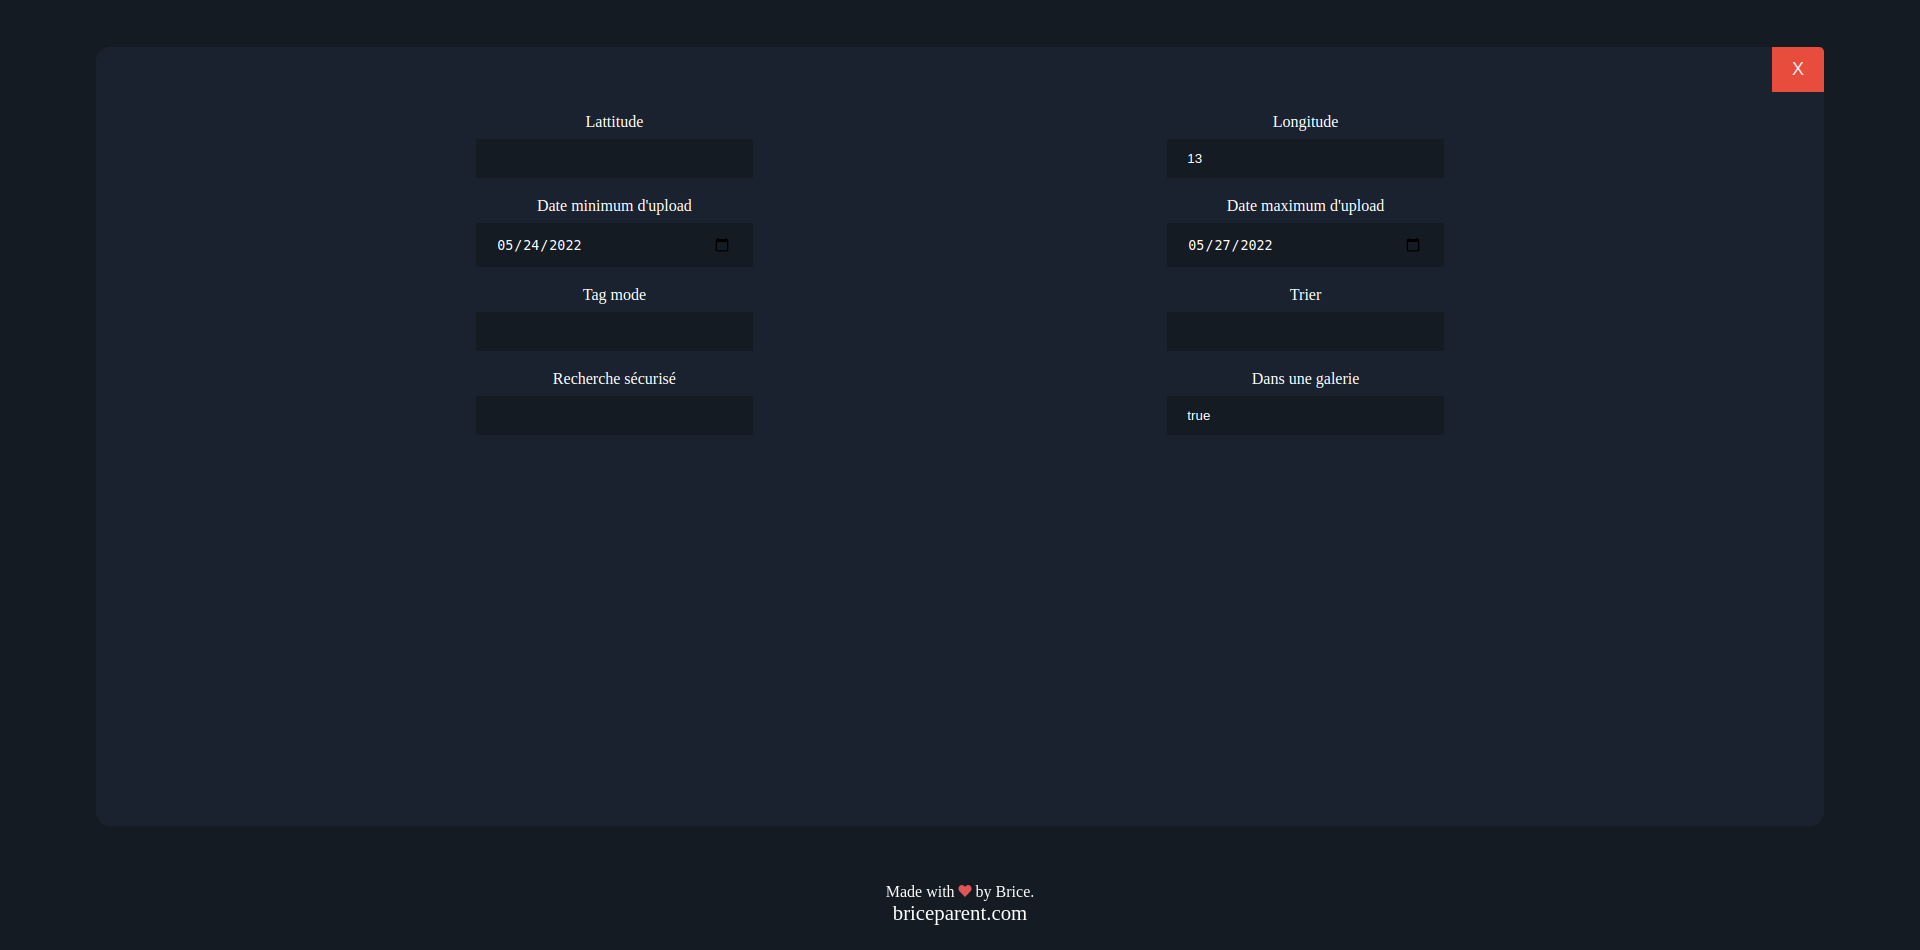 X
Lattitude
Longitude
13
Date minimum d'upload
Date maximum d'upload
05/24/2022
05/27/2022
Tag mode
Trier
Recherche sécurisé
Dans une galerie
true
Made with ❤ by Brice.
briceparent.com